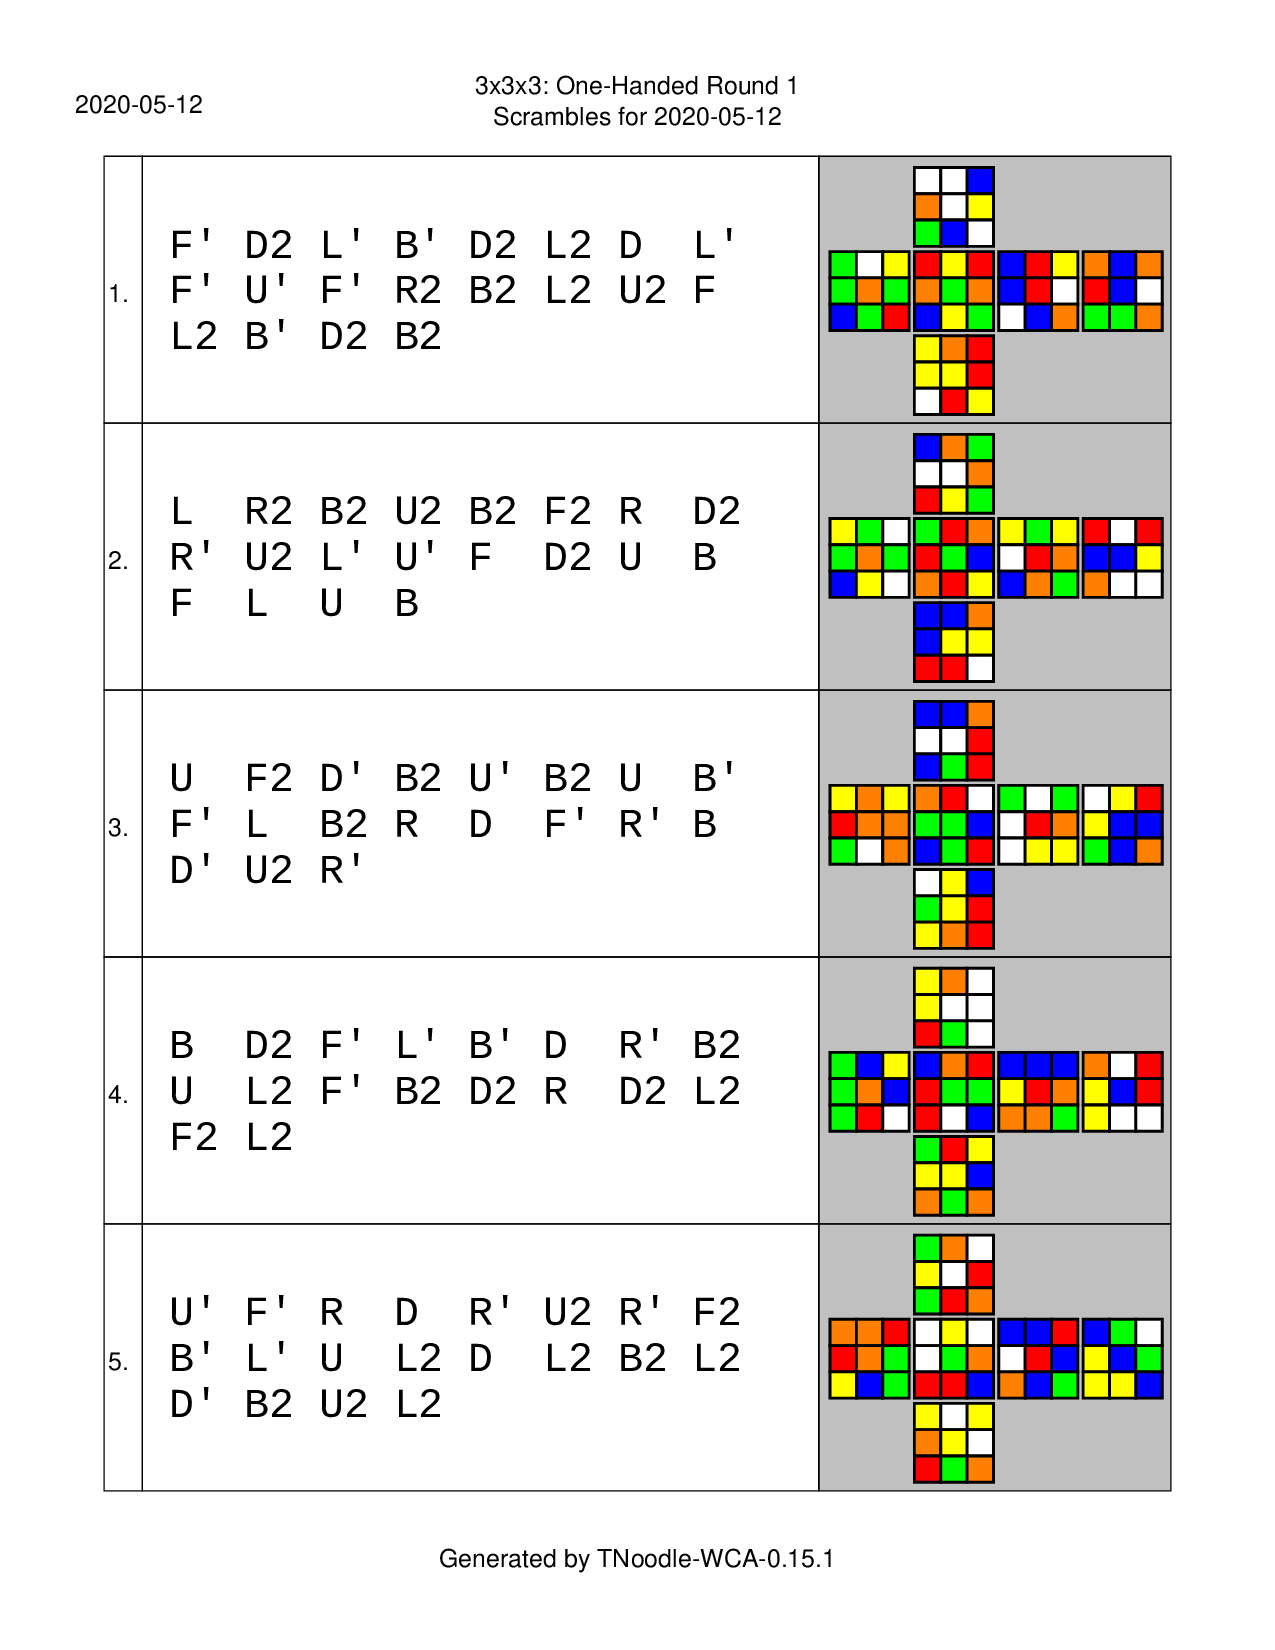 3x3x3: One-Handed Round 1
2020-05-12
Scrambles for 2020-05-12
F' D2 L' B' D2 L2 D L'
1.
F' U' F' R2 B2 L2 U2 F
L2 B' D2 B2
L R2 B2 U2 B2 F2 R D2
2.
R' U2 L' U' F D2 U B
F L U B
U F2 D' B2 U' B2 U B'
3.
F' L B2 R D F' R' B
D' U2 R'
B D2 F' L' B' D R' B2
4.
U L2 F' B2 D2 R D2 L2
F2 L2
U' F' R D R' U2 R' F2
5.
B' L' U L2 D L2 B2 L2
D' B2 U2 L2
Generated by TNoodle-WCA-0.15.1